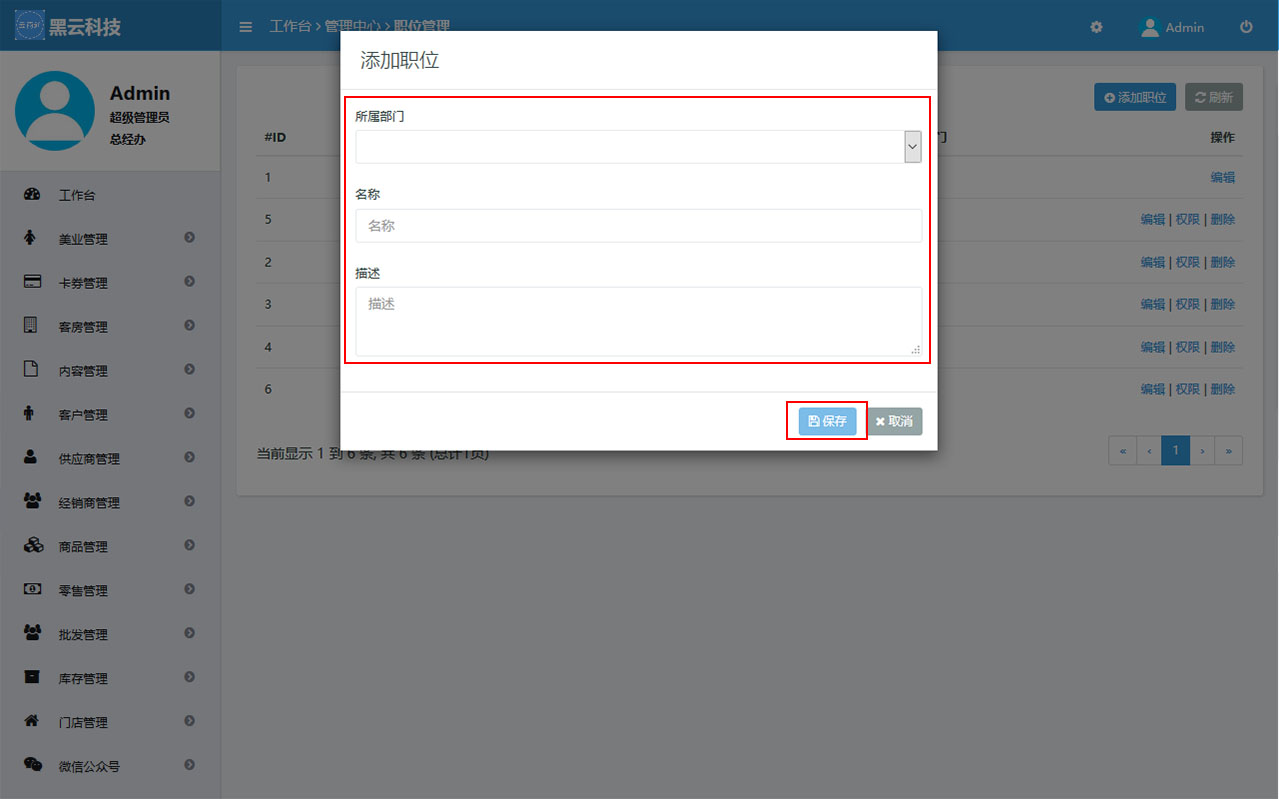 黑云科技
工作台 › 管理中心 › 职位管理
Admin
Admin
超级管理员
总经办
工作台
美业管理
卡券管理
客房管理
内容管理
客户管理
供应商管理
经销商管理
商品管理
零售管理
批发管理
库存管理
门店管理
微信公众号
添加职位
所属部门
名称
名称
描述
描述
保存 取消
添加职位 刷新
#ID 门 操作
1 编辑
5 编辑 | 权限 | 删除
2 编辑 | 权限 | 删除
3 编辑 | 权限 | 删除
4 编辑 | 权限 | 删除
6 编辑 | 权限 | 删除
当前显示 1 到 6 条, 共 6 条 (总计1页)
« ‹ 1 › »